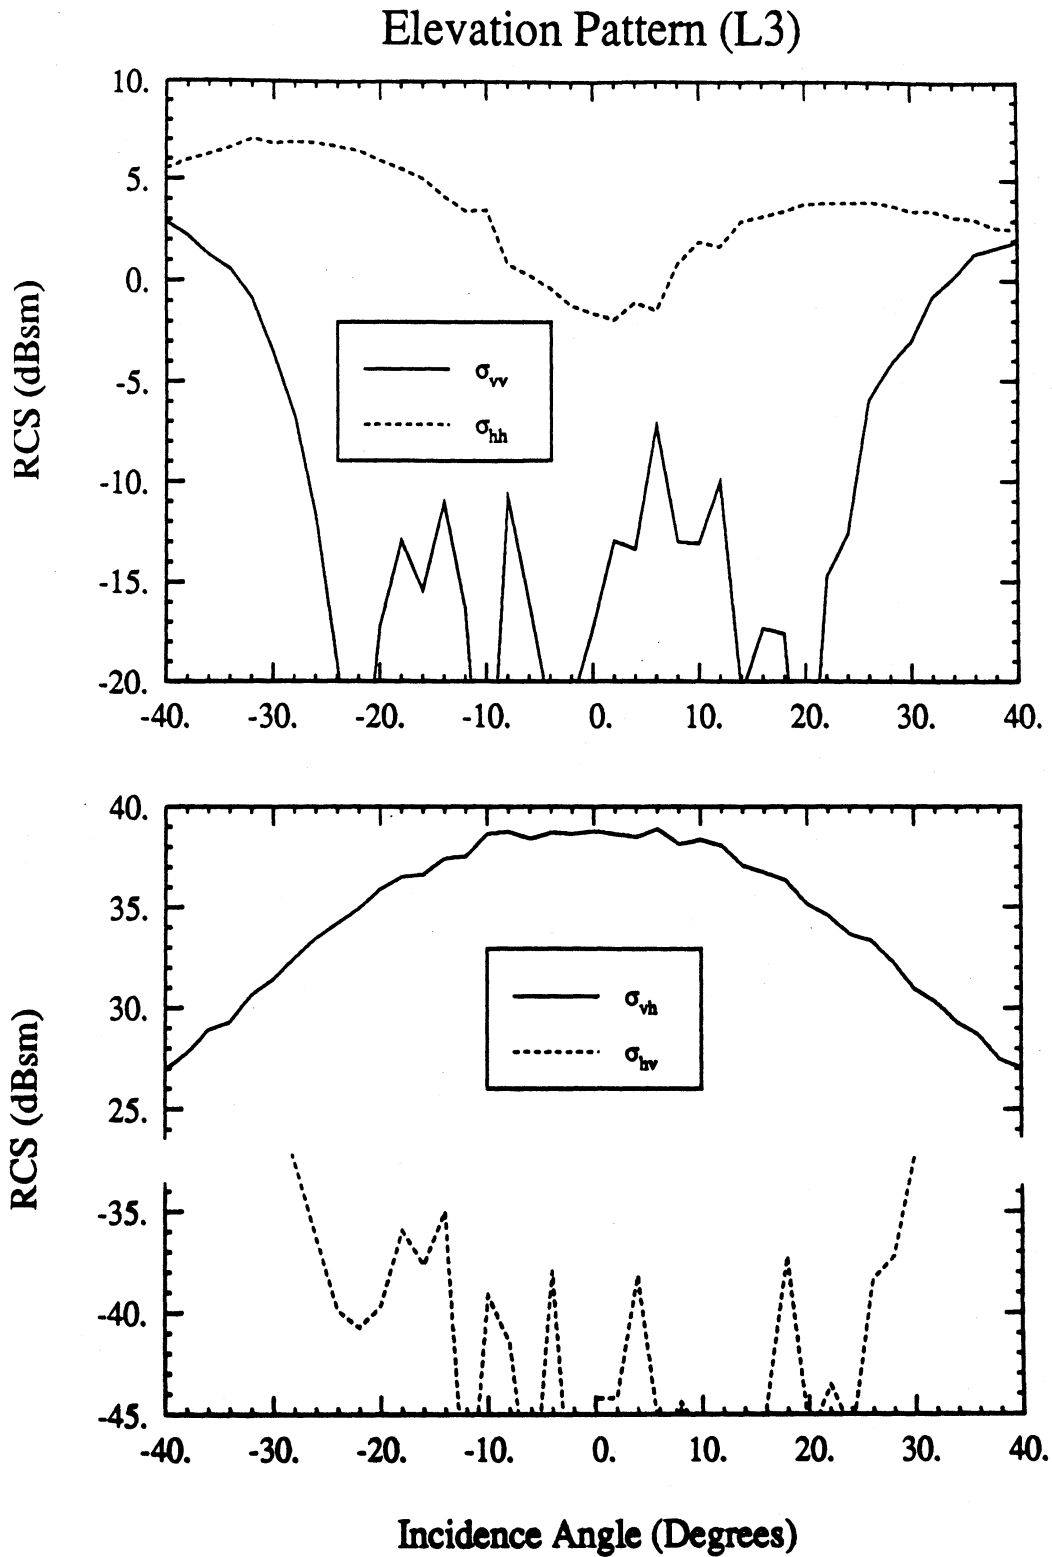 Elevation Pattern (L3)
10.
5.
0.
-5.
-10.
-15.
-20.
RCS (dBsm)
σvv
σhh
-40. -30. -20. -10. 0. 10. 20. 30. 40.
40.
35.
30.
25.
-35.
-40.
-45.
RCS (dBsm)
σvh
σhv
-40. -30. -20. -10. 0. 10. 20. 30. 40.
Incidence Angle (Degrees)